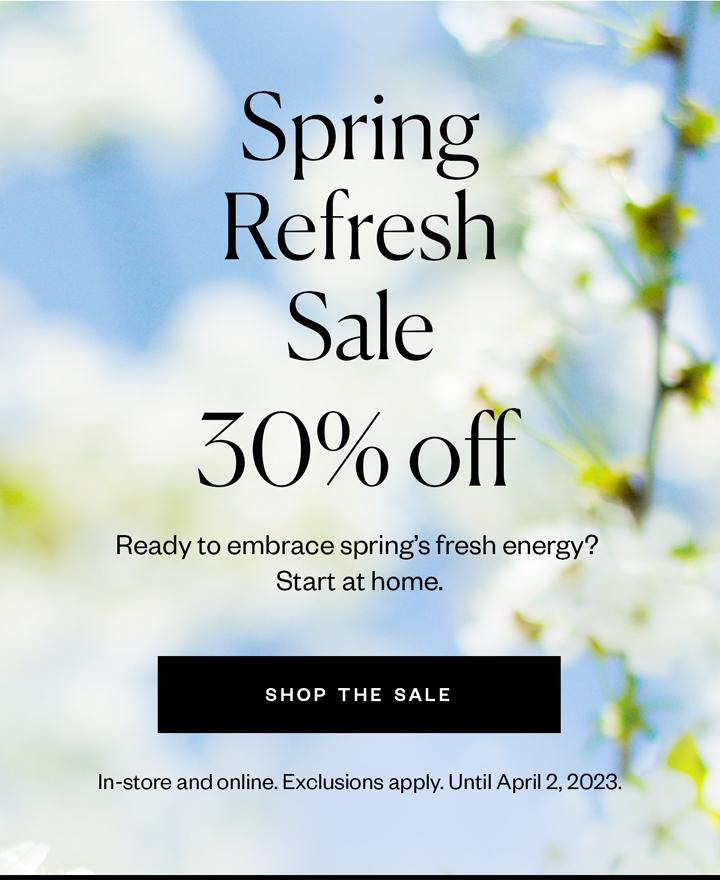 Spring
Refresh
Sale
30% off
Ready to embrace spring’s fresh energy?
Start at home.
SHOP THE SALE
In-store and online. Exclusions apply. Until April 2, 2023.